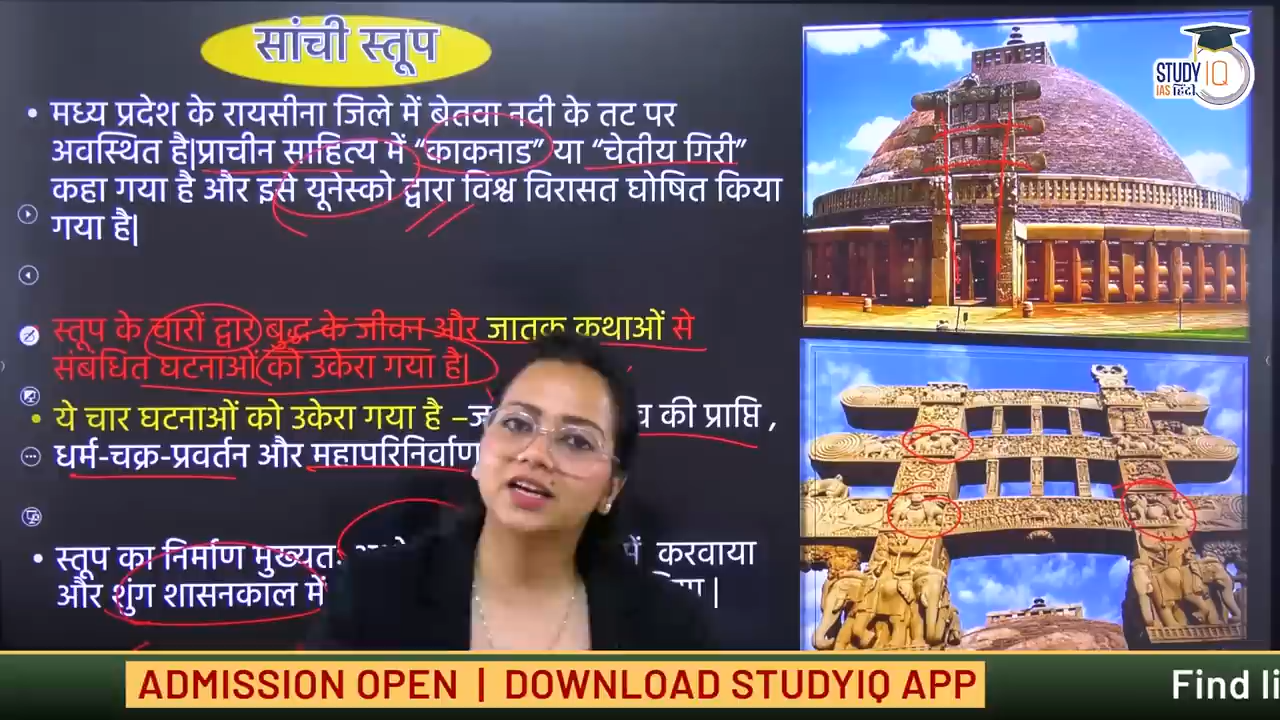 सांची स्तूप
STUDY IQ
IAS हिंदी
• मध्य प्रदेश के रायसीना जिले में बेतवा नदी के तट पर
अवस्थित है|प्राचीन साहित्य में “काकनाड” या “चेतीय गिरी”
कहा गया है और इसे यूनेस्को द्वारा विश्व विरासत घोषित किया
गया है|
स्तूप के चारों द्वार बुद्ध के जीवन और जातक कथाओं से
संबंधित घटनाओं को उकेरा गया है|
• ये चार घटनाओं को उकेरा गया है – की प्राप्ति ,
धर्म-चक्र-प्रवर्तन और महापरिनिर्वाण
• स्तूप का निर्माण मुख्यतः में करवाया
और शुंग शासनकाल में |
ADMISSION OPEN | DOWNLOAD STUDYIQ APP
Find